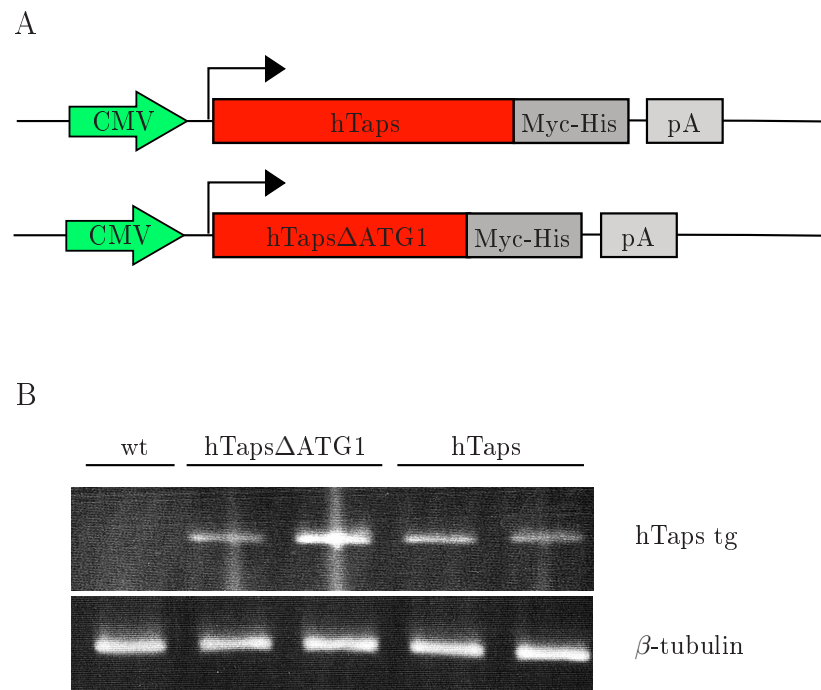 A
CMV hTaps Myc-His pA
CMV hTapsΔATG1 Myc-His pA
B
wt hTapsΔATG1 hTaps
hTaps tg
β-tubulin